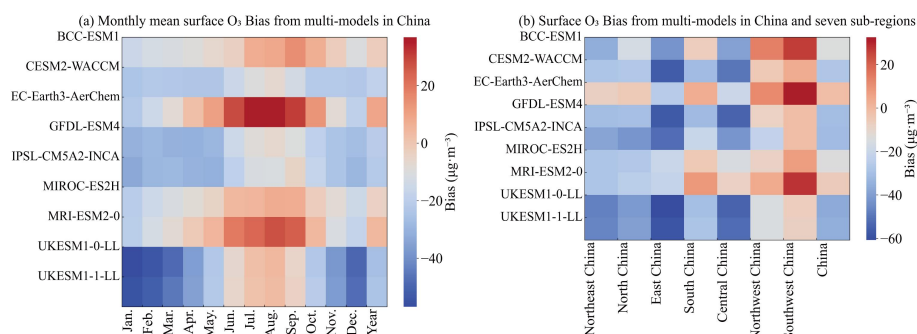 (a) Monthly mean surface O₃ Bias from multi-models in China
BCC-ESM1
CESM2-WACCM
EC-Earth3-AerChem
GFDL-ESM4
IPSL-CM5A2-INCA
MIROC-ES2H
MRI-ESM2-0
UKESM1-0-LL
UKESM1-1-LL
Jan.
Feb.
Mar.
Apr.
May.
Jun.
Jul.
Aug.
Sep.
Oct.
Nov.
Dec.
Year
20
0
−20
−40
Bias (μg·m⁻³)
(b) Surface O₃ Bias from multi-models in China and seven sub-regions
BCC-ESM1
CESM2-WACCM
EC-Earth3-AerChem
GFDL-ESM4
IPSL-CM5A2-INCA
MIROC-ES2H
MRI-ESM2-0
UKESM1-0-LL
UKESM1-1-LL
Northeast China
North China
East China
South China
Central China
Northwest China
Southwest China
China
20
0
−20
−40
−60
Bias (μg·m⁻³)